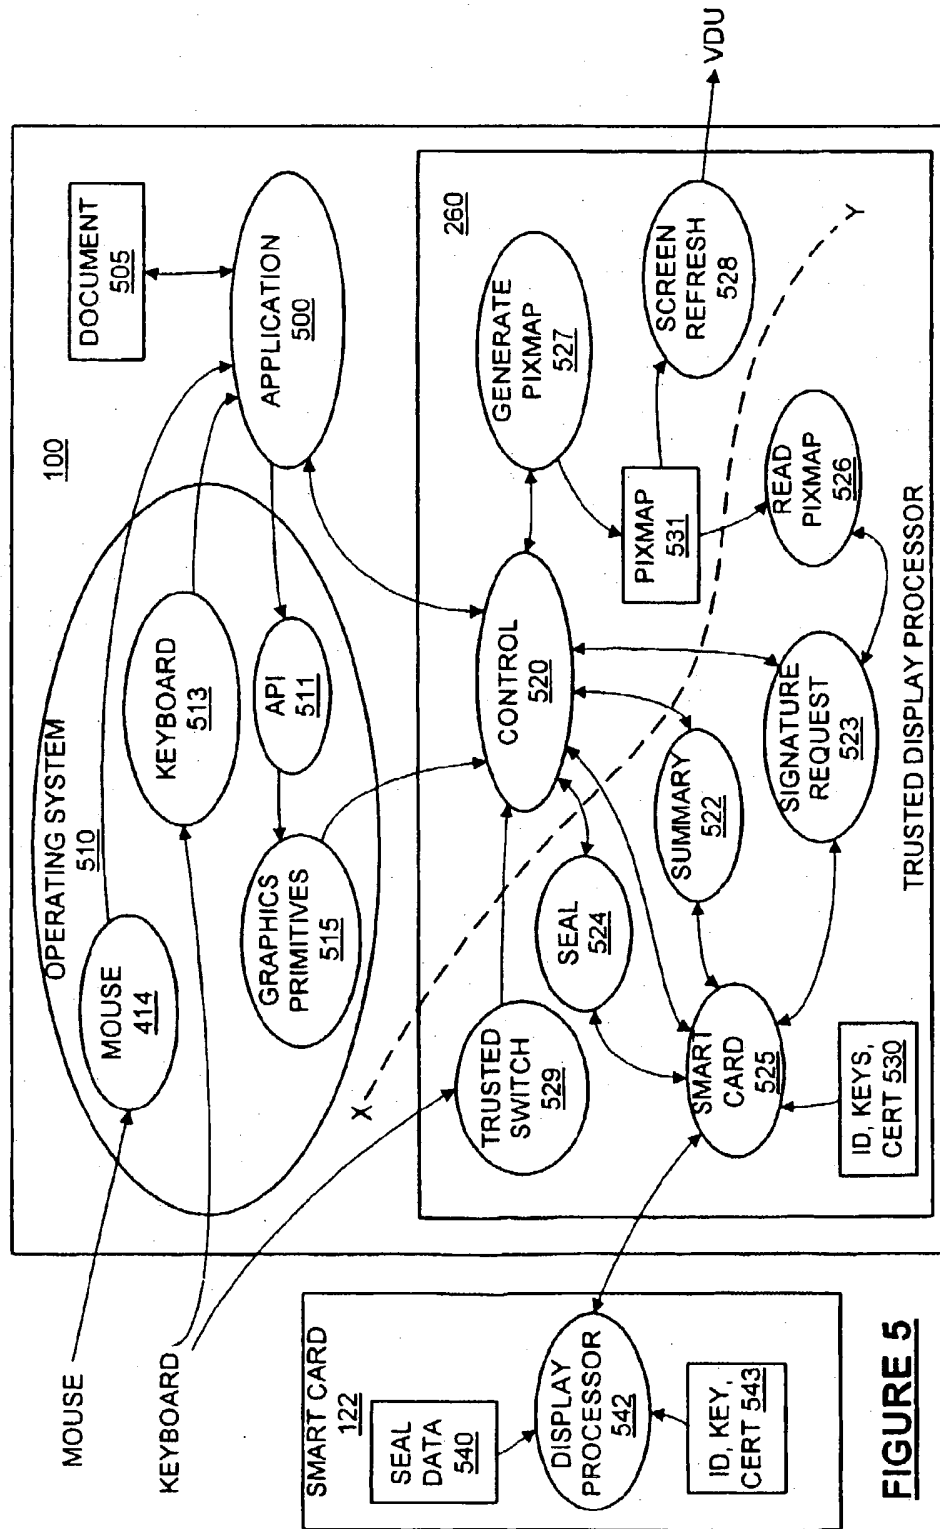 MOUSE
KEYBOARD
100
OPERATING SYSTEM
510
MOUSE
414
KEYBOARD
513
GRAPHICS
PRIMITIVES
515
API
511
APPLICATION
500
DOCUMENT
505
X
260
TRUSTED
SWITCH
529
CONTROL
520
GENERATE
PIXMAP
527
SEAL
524
PIXMAP
531
SCREEN
REFRESH
528
VDU
Y
SUMMARY
522
READ
PIXMAP
526
SMART
CARD
525
SIGNATURE
REQUEST
523
ID, KEYS,
CERT 530
TRUSTED DISPLAY PROCESSOR
SMART CARD
122
SEAL
DATA
540
DISPLAY
PROCESSOR
542
ID, KEY,
CERT 543
FIGURE 5